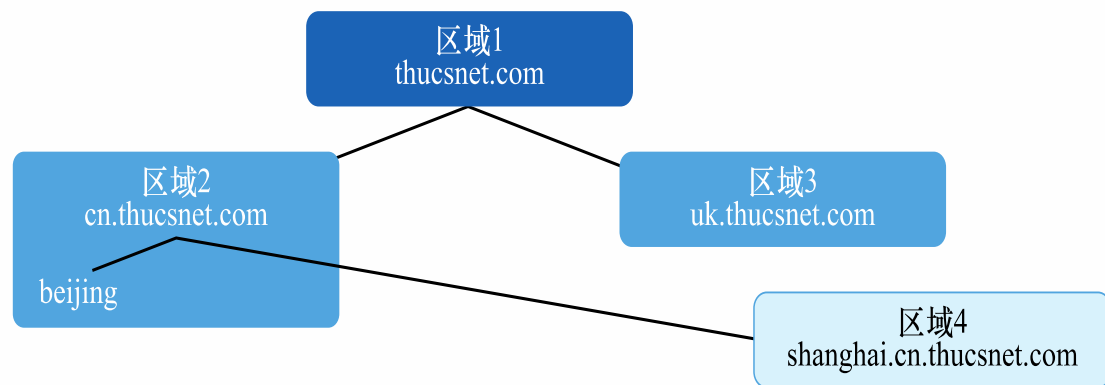 区域1
thucsnet.com
区域2
cn.thucsnet.com
beijing
区域3
uk.thucsnet.com
区域4
shanghai.cn.thucsnet.com